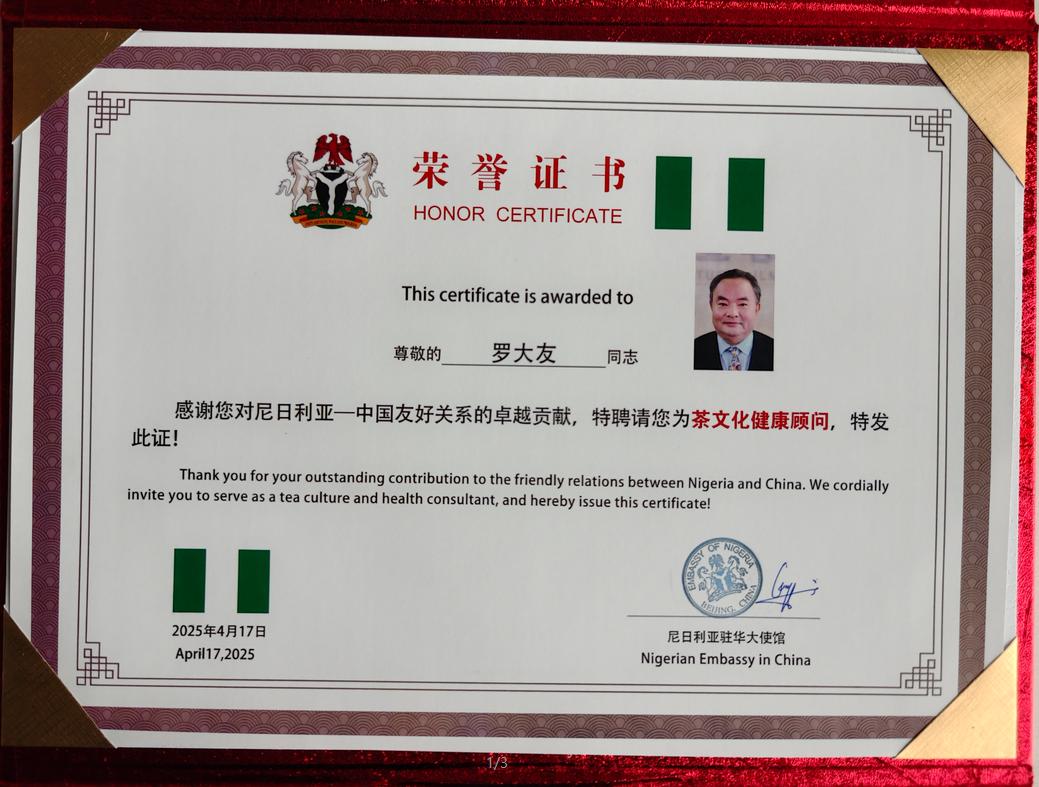 荣誉证书
HONOR CERTIFICATE
This certificate is awarded to
尊敬的 罗大友 同志
感谢您对尼日利亚—中国友好关系的卓越贡献，特聘请您为茶文化健康顾问，特发
此证！
Thank you for your outstanding contribution to the friendly relations between Nigeria and China. We cordially
invite you to serve as a tea culture and health consultant, and hereby issue this certificate!
EMBASSY OF NIGERIA
BEIJING, CHINA
2025年4月17日
April17,2025
尼日利亚驻华大使馆
Nigerian Embassy in China
1/3